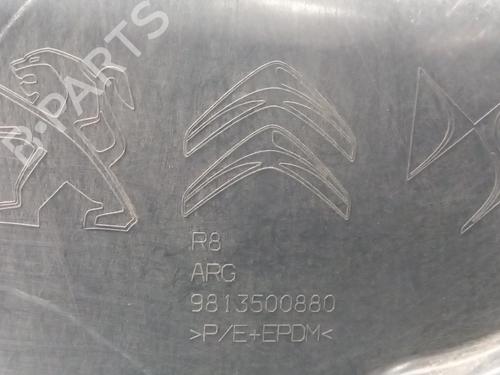 B-PARTS
R8
ARG
9813500880
>P/E+EPDM<